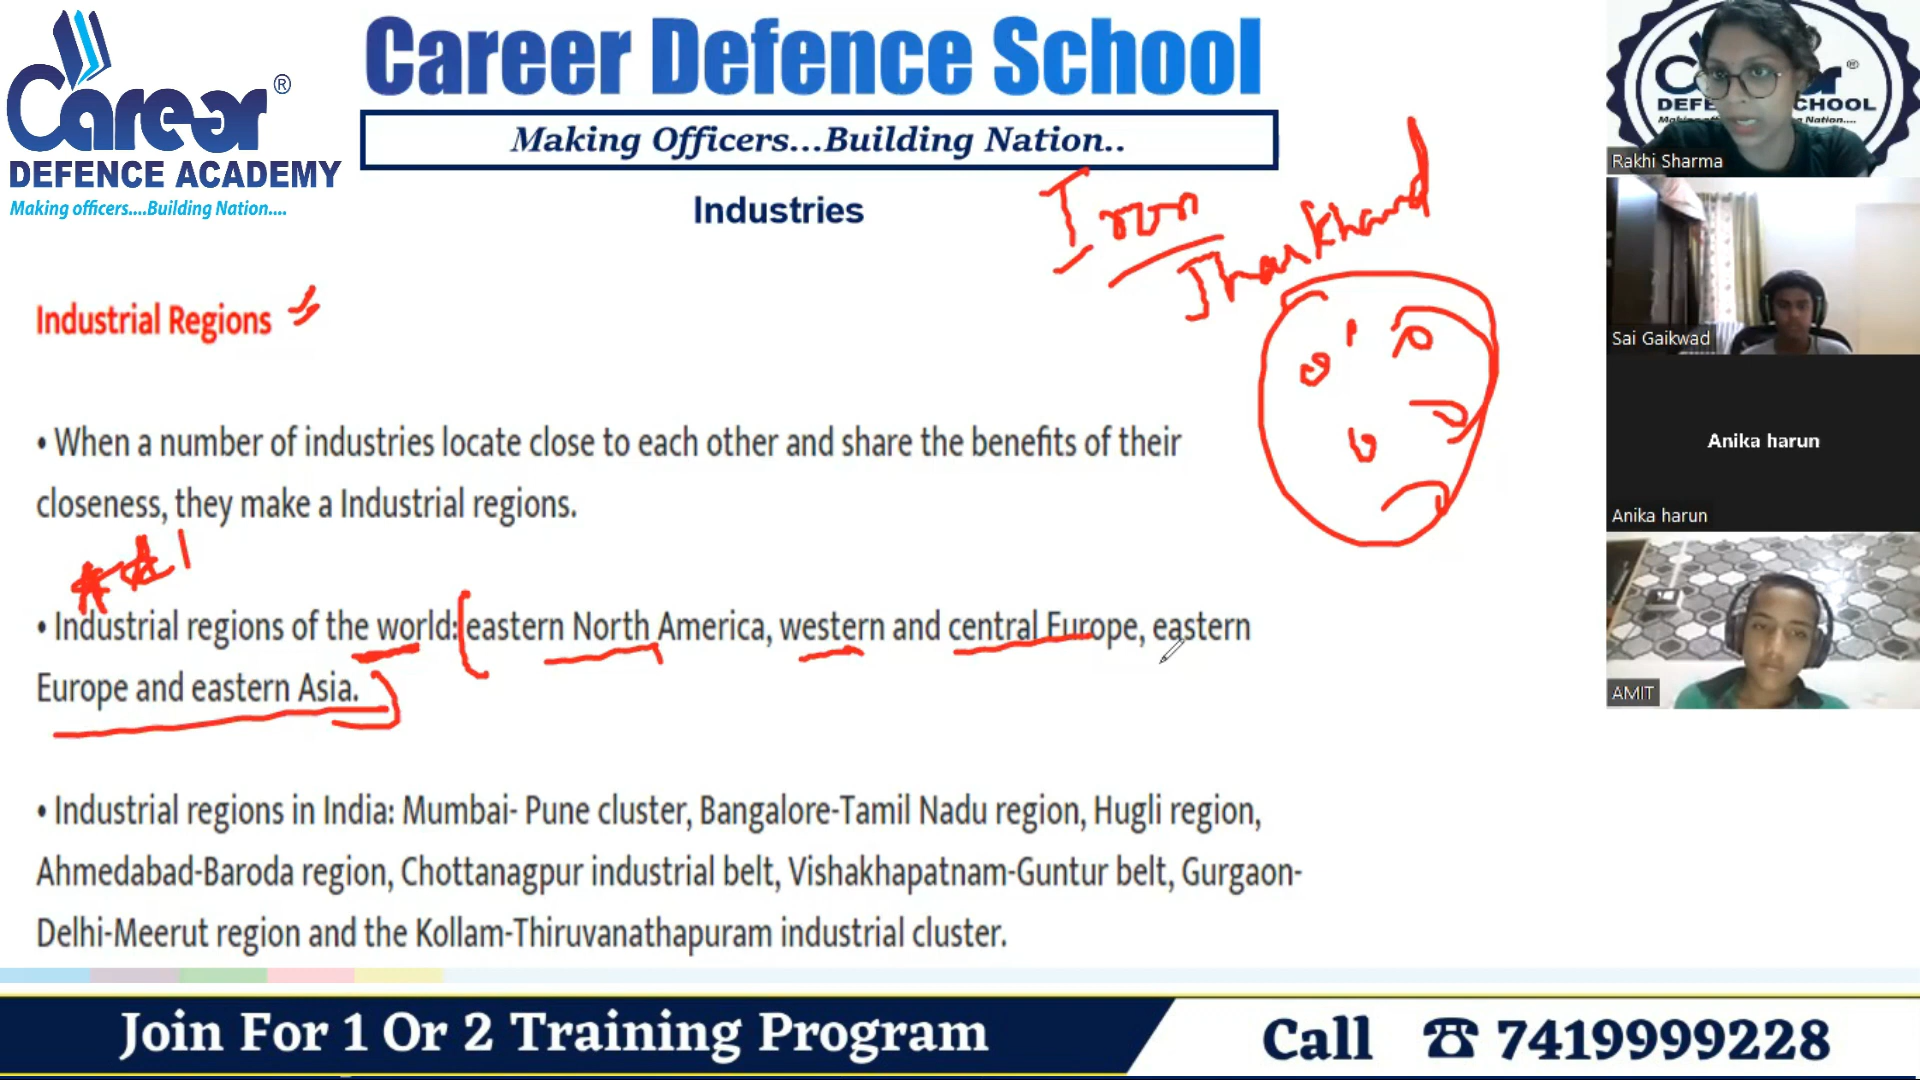 Carear ®
DEFENCE ACADEMY
Making officers....Building Nation....
Career Defence School
Making Officers...Building Nation..
Industries
Iron
Jharkhand
Industrial Regions
• When a number of industries locate close to each other and share the benefits of their
closeness, they make a Industrial regions.
• Industrial regions of the world: eastern North America, western and central Europe, eastern
Europe and eastern Asia.
• Industrial regions in India: Mumbai- Pune cluster, Bangalore-Tamil Nadu region, Hugli region,
Ahmedabad-Baroda region, Chottanagpur industrial belt, Vishakhapatnam-Guntur belt, Gurgaon-
Delhi-Meerut region and the Kollam-Thiruvanathapuram industrial cluster.
Join For 1 Or 2 Training Program
Call ☎ 7419999228
Rakhi Sharma
Sai Gaikwad
Anika harun
Anika harun
AMIT